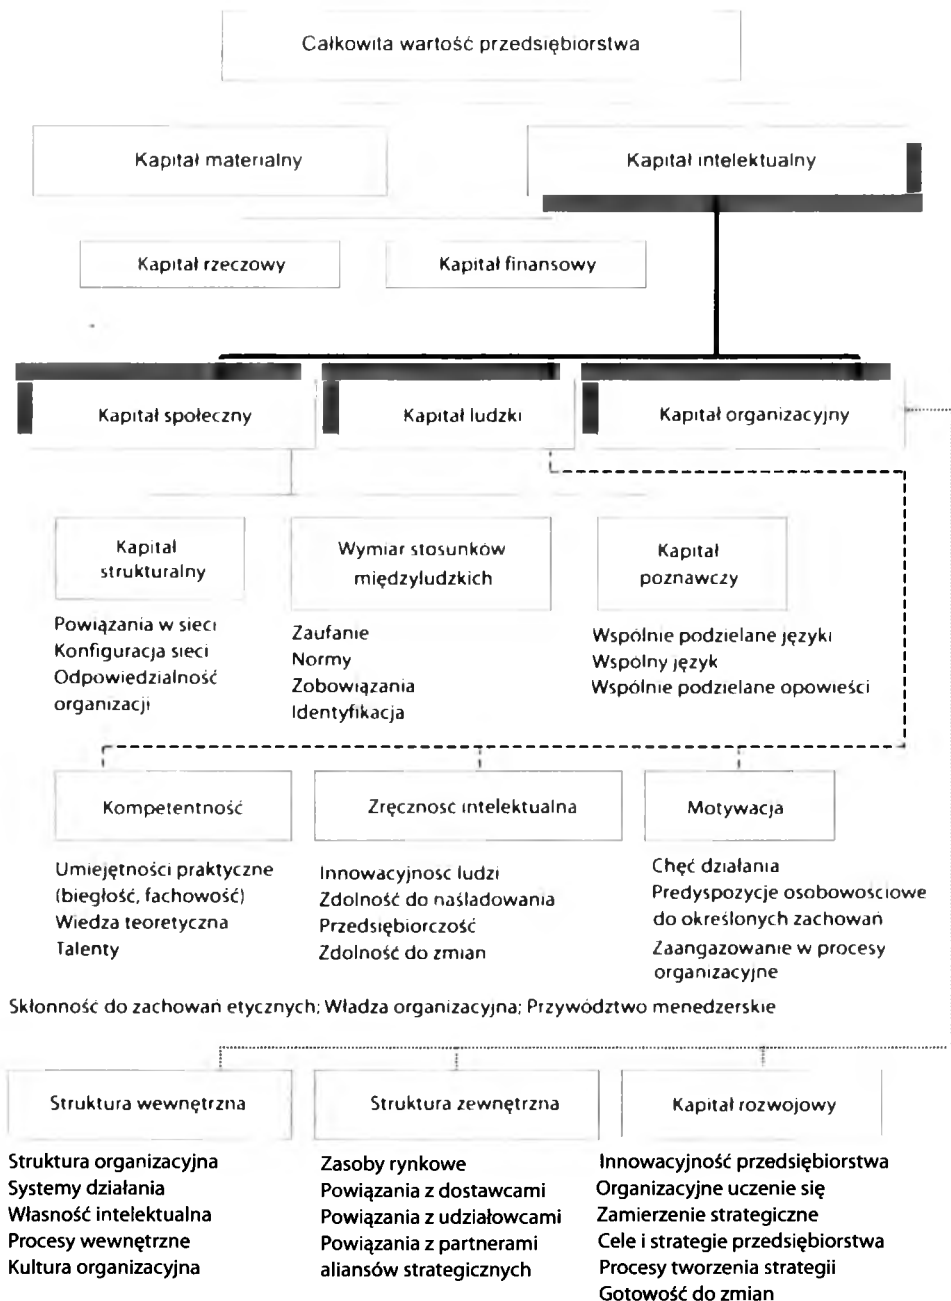 Całkowita wartość przedsiębiorstwa
Kapitał materialny
Kapitał intelektualny
Kapitał rzeczowy
Kapitał finansowy
Kapitał społeczny
Kapitał ludzki
Kapitał organizacyjny
Kapitał
strukturalny
Wymiar stosunków
międzyludzkich
Kapitał
poznawczy
Powiązania w sieci
Konfiguracja sieci
Odpowiedzialność
organizacji
Zaufanie
Normy
Zobowiązania
Identyfikacja
Wspólnie podzielane języki
Wspólny język
Wspólnie podzielane opowieści
Kompetentność
Zręcznosc intelektualna
Motywacja
Umiejętności praktyczne
(biegłość, fachowość)
Wiedza teoretyczna
Talenty
Innowacyjnosc ludzi
Zdolność do naśladowania
Przedsiębiorczość
Zdolność do zmian
Chęć działania
Predyspozycje osobowościowe
do określonych zachowań
Zaangazowanie w procesy
organizacyjne
Skłonność do zachowań etycznych; Władza organizacyjna; Przywództwo menedzerskie
Struktura wewnętrzna
Struktura zewnętrzna
Kapitał rozwojowy
Struktura organizacyjna
Systemy działania
Własność intelektualna
Procesy wewnętrzne
Kultura organizacyjna
Zasoby rynkowe
Powiązania z dostawcami
Powiązania z udziałowcami
Powiązania z partnerami
aliansów strategicznych
Innowacyjność przedsiębiorstwa
Organizacyjne uczenie się
Zamierzenie strategiczne
Cele i strategie przedsiębiorstwa
Procesy tworzenia strategii
Gotowość do zmian